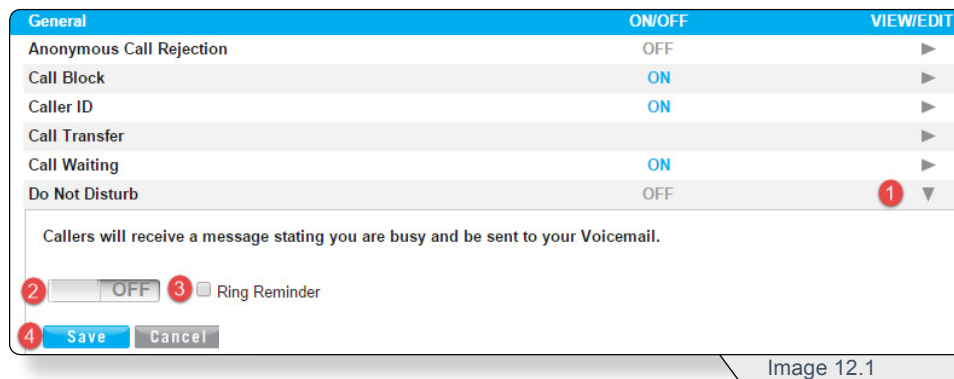 General ON/OFF VIEW/EDIT
Anonymous Call Rejection OFF
Call Block ON
Caller ID ON
Call Transfer
Call Waiting ON
Do Not Disturb OFF 1
Callers will receive a message stating you are busy and be sent to your Voicemail.
2 OFF 3 Ring Reminder
4 Save Cancel
Image 12.1